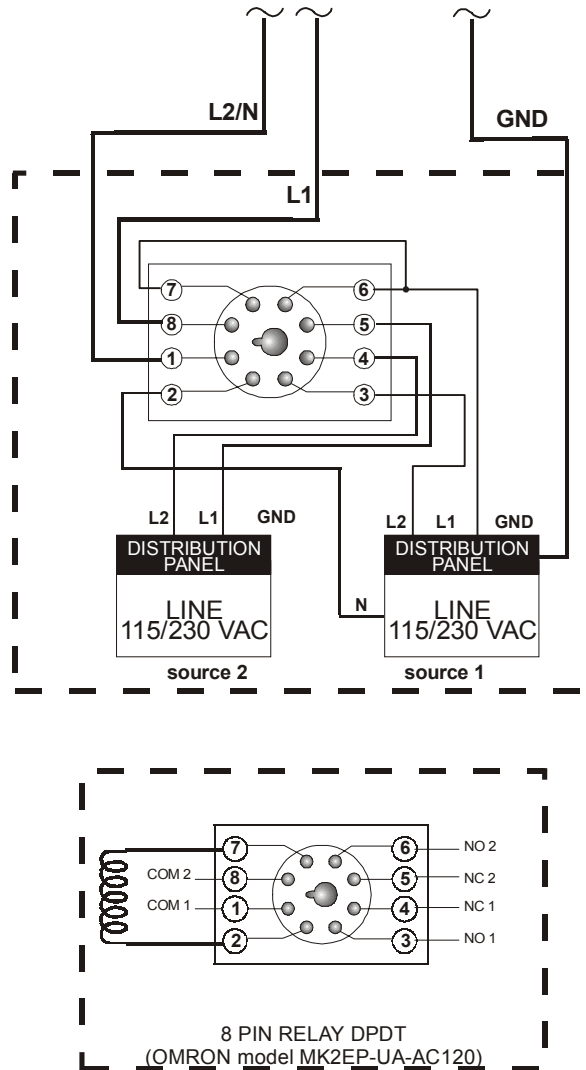 L2/N
GND
L1
7
6
8
5
1
4
2
3
L2 L1 GND
L2 L1 GND
DISTRIBUTION
PANEL
DISTRIBUTION
PANEL
N
LINE
115/230 VAC
LINE
115/230 VAC
source 2
source 1
7
6
NO 2
COM 2
8
5
NC 2
COM 1
1
4
NC 1
2
3
NO 1
8 PIN RELAY DPDT
(OMRON model MK2EP-UA-AC120)